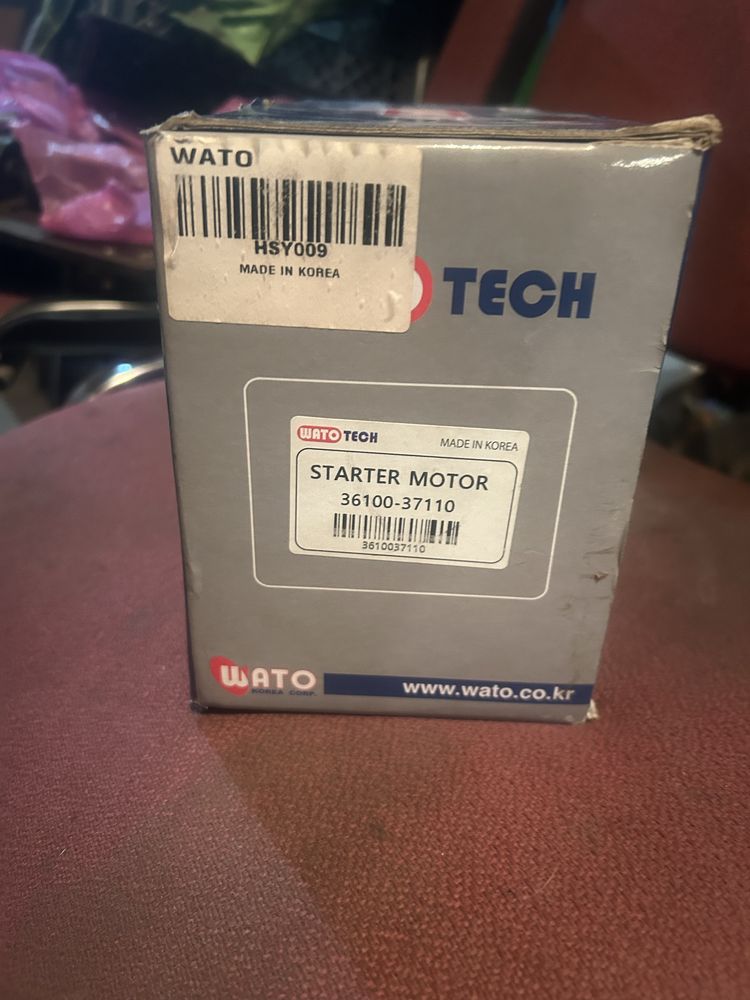 WATO
HSY009
MADE IN KOREA
TECH
WATO TECH
MADE IN KOREA
STARTER MOTOR
36100-37110
3610037110
WATO
KOREA CORP.
www.wato.co.kr